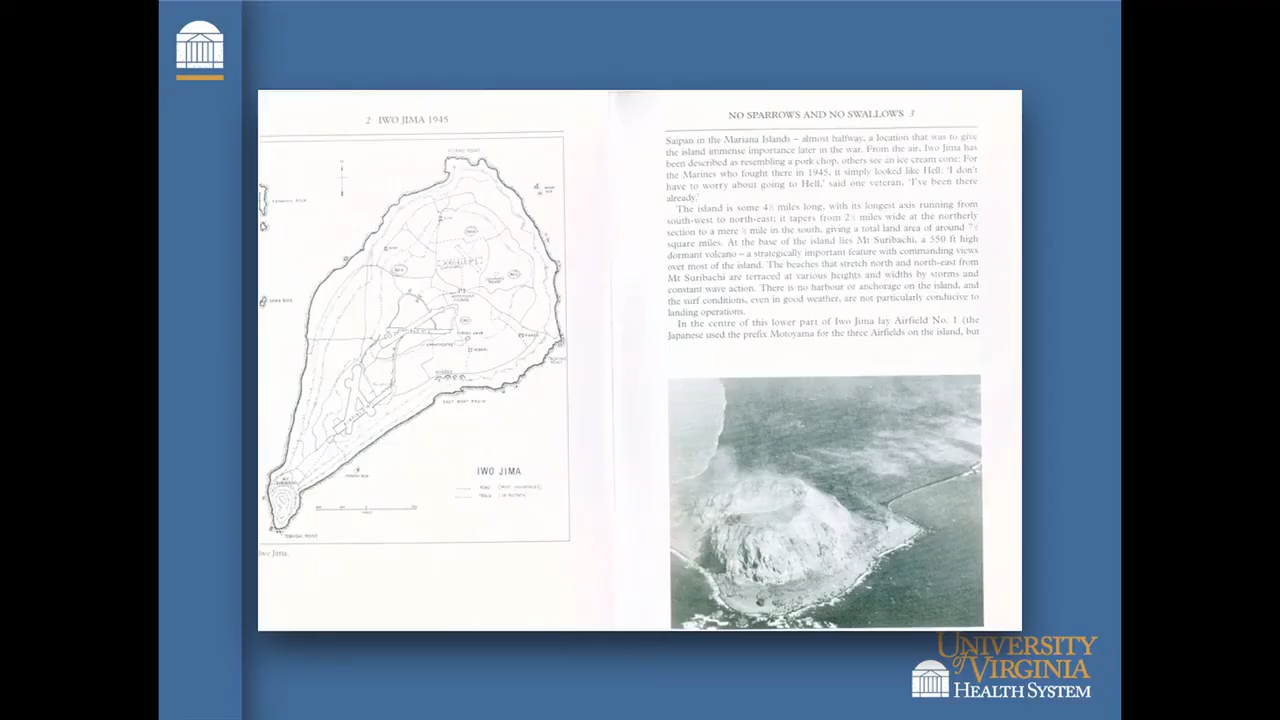 2 IWO JIMA 1945
IWO JIMA
Iwo Jima.
NO SPARROWS AND NO SWALLOWS 3
Saipan in the Mariana Islands – almost halfway, a location that was to give
the island immense importance later in the war. From the air, Iwo Jima has
been described as resembling a pork chop, others see an ice cream cone: For
the Marines who fought there in 1945, it simply looked like Hell: 'I don't
have to worry about going to Hell,' said one veteran, 'I've been there
already.'
The island is some 4½ miles long, with its longest axis running from
south-west to north-east; it tapers from 2½ miles wide at the northerly
section to a mere ½ mile in the south, giving a total land area of around 7½
square miles. At the base of the island lies Mt Suribachi, a 550 ft high
dormant volcano – a strategically important feature with commanding views
over most of the island. The beaches that stretch north and north-east from
Mt Suribachi are terraced at various heights and widths by storms and
constant wave action. There is no harbour or anchorage on the island, and
the surf conditions, even in good weather, are not particularly conducive to
landing operations.
In the centre of this lower part of Iwo Jima lay Airfield No. 1 (the
Japanese used the prefix Motoyama for the three Airfields on the island, but
UNIVERSITY
of VIRGINIA
HEALTH SYSTEM